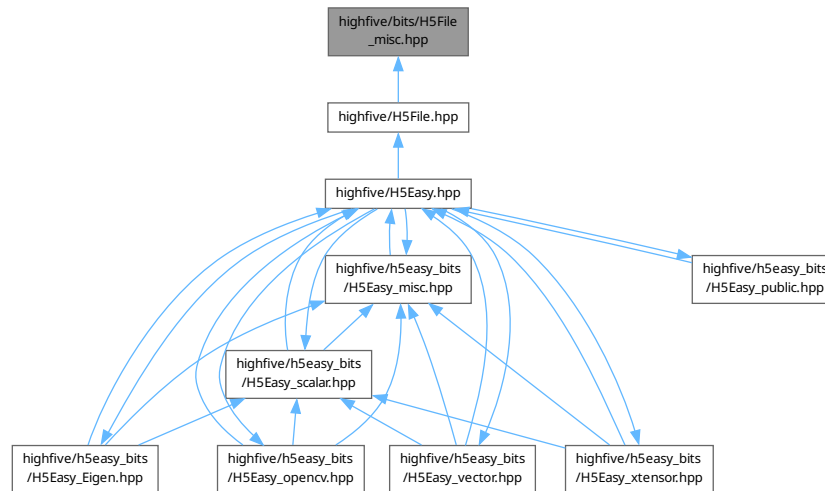 highfive/bits/H5File
_misc.hpp
highfive/H5File.hpp
highfive/H5Easy.hpp
highfive/h5easy_bits
/H5Easy_misc.hpp
highfive/h5easy_bits
/H5Easy_public.hpp
highfive/h5easy_bits
/H5Easy_scalar.hpp
highfive/h5easy_bits
/H5Easy_Eigen.hpp
highfive/h5easy_bits
/H5Easy_opencv.hpp
highfive/h5easy_bits
/H5Easy_vector.hpp
highfive/h5easy_bits
/H5Easy_xtensor.hpp